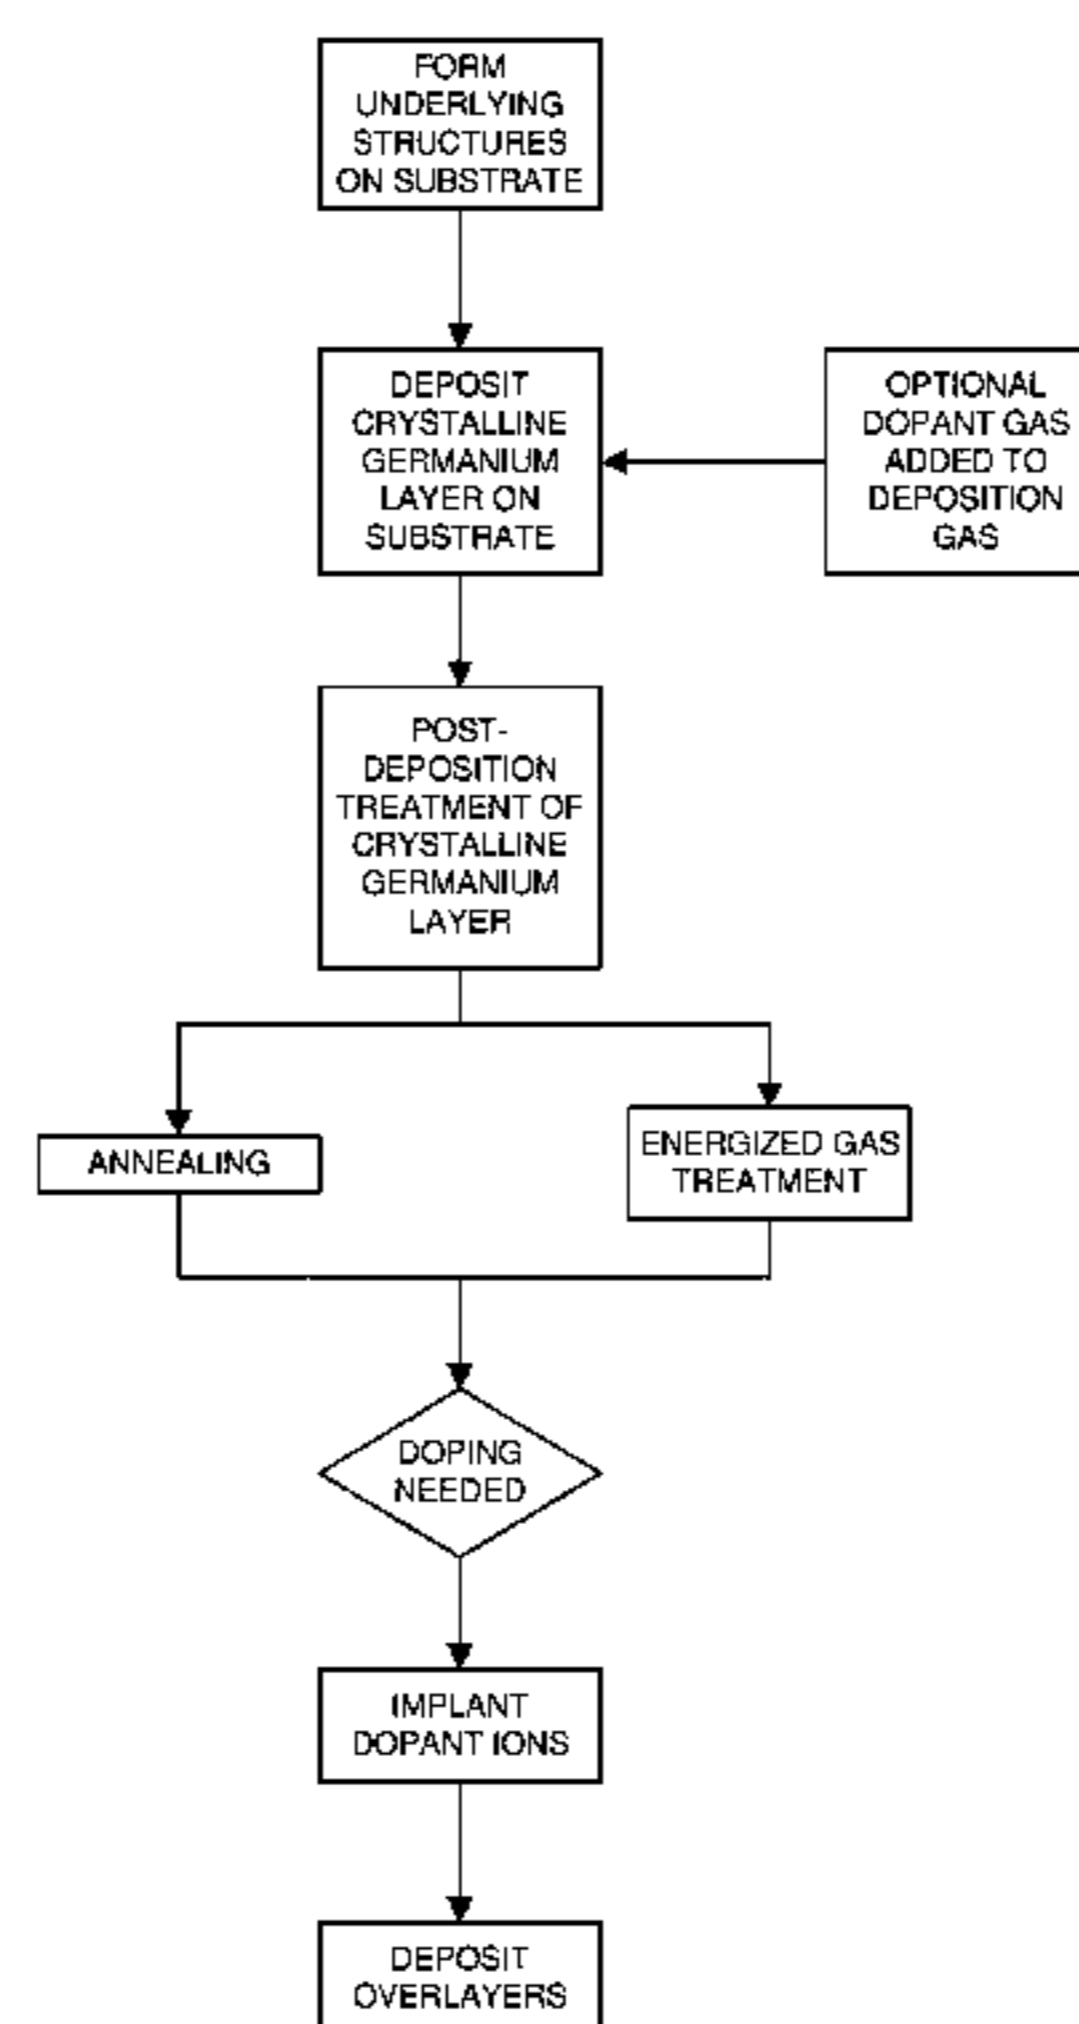 FORM
UNDERLYING
STRUCTURES
ON SUBSTRATE
DEPOSIT
CRYSTALLINE
GERMANIUM
LAYER ON
SUBSTRATE
OPTIONAL
DOPANT GAS
ADDED TO
DEPOSITION
GAS
POST-
DEPOSITION
TREATMENT OF
CRYSTALLINE
GERMANIUM
LAYER
ANNEALING
ENERGIZED GAS
TREATMENT
DOPING
NEEDED
IMPLANT
DOPANT IONS
DEPOSIT
OVERLAYERS